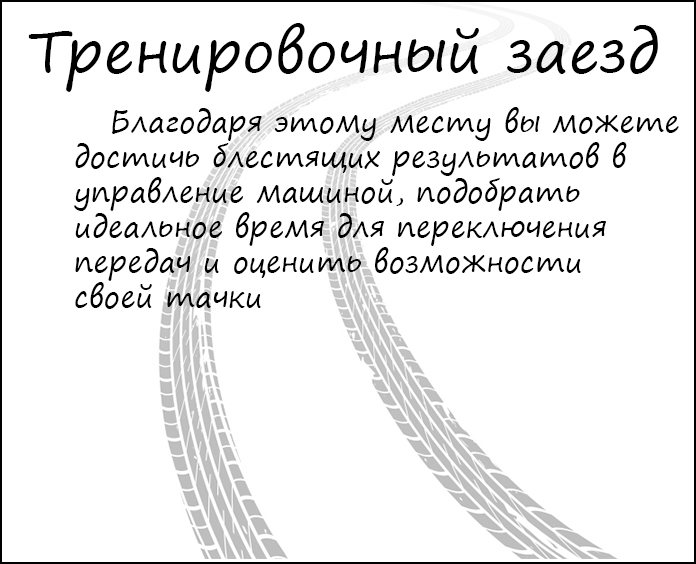 Тренировочный заезд
Благодаря этому месту вы можете
достичь блестящих результатов в
управление машиной, подобрать
идеальное время для переключения
передач и оценить возможности
своей тачки